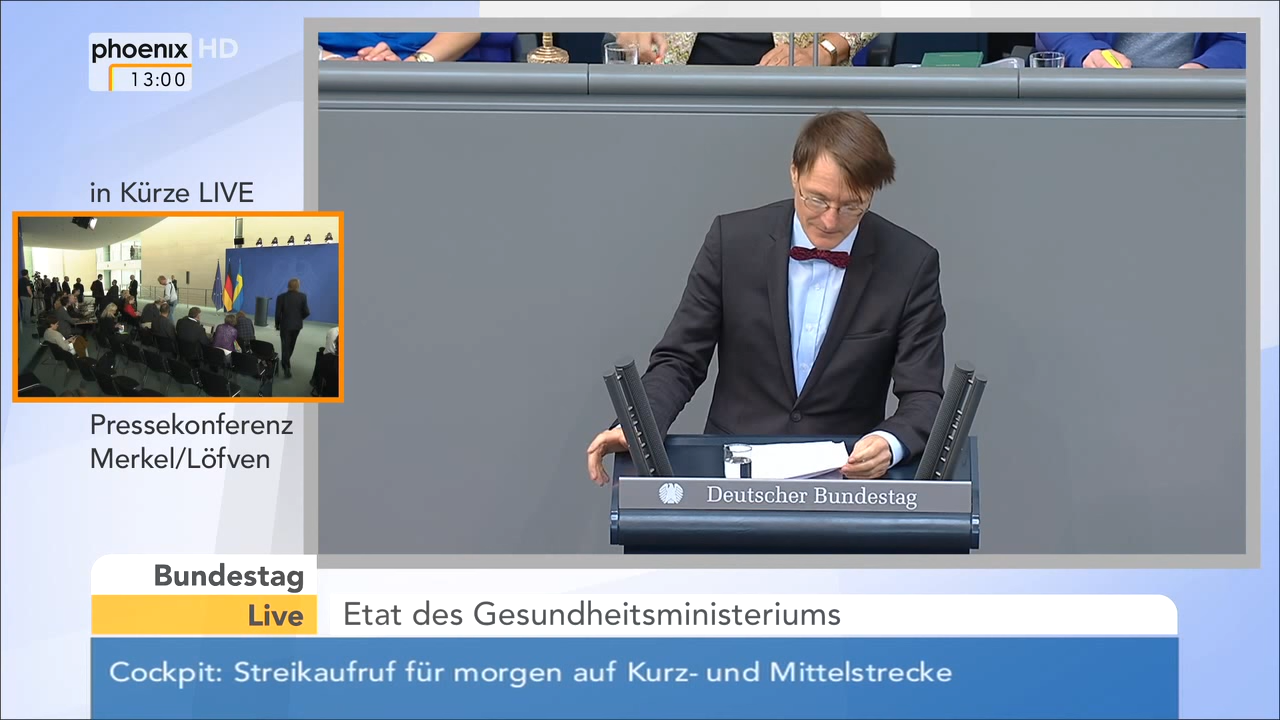 phoenix HD
13:00
in Kürze LIVE
Pressekonferenz
Merkel/Löfven
Deutscher Bundestag
Bundestag
Live
Etat des Gesundheitsministeriums
Cockpit: Streikaufruf für morgen auf Kurz- und Mittelstrecke